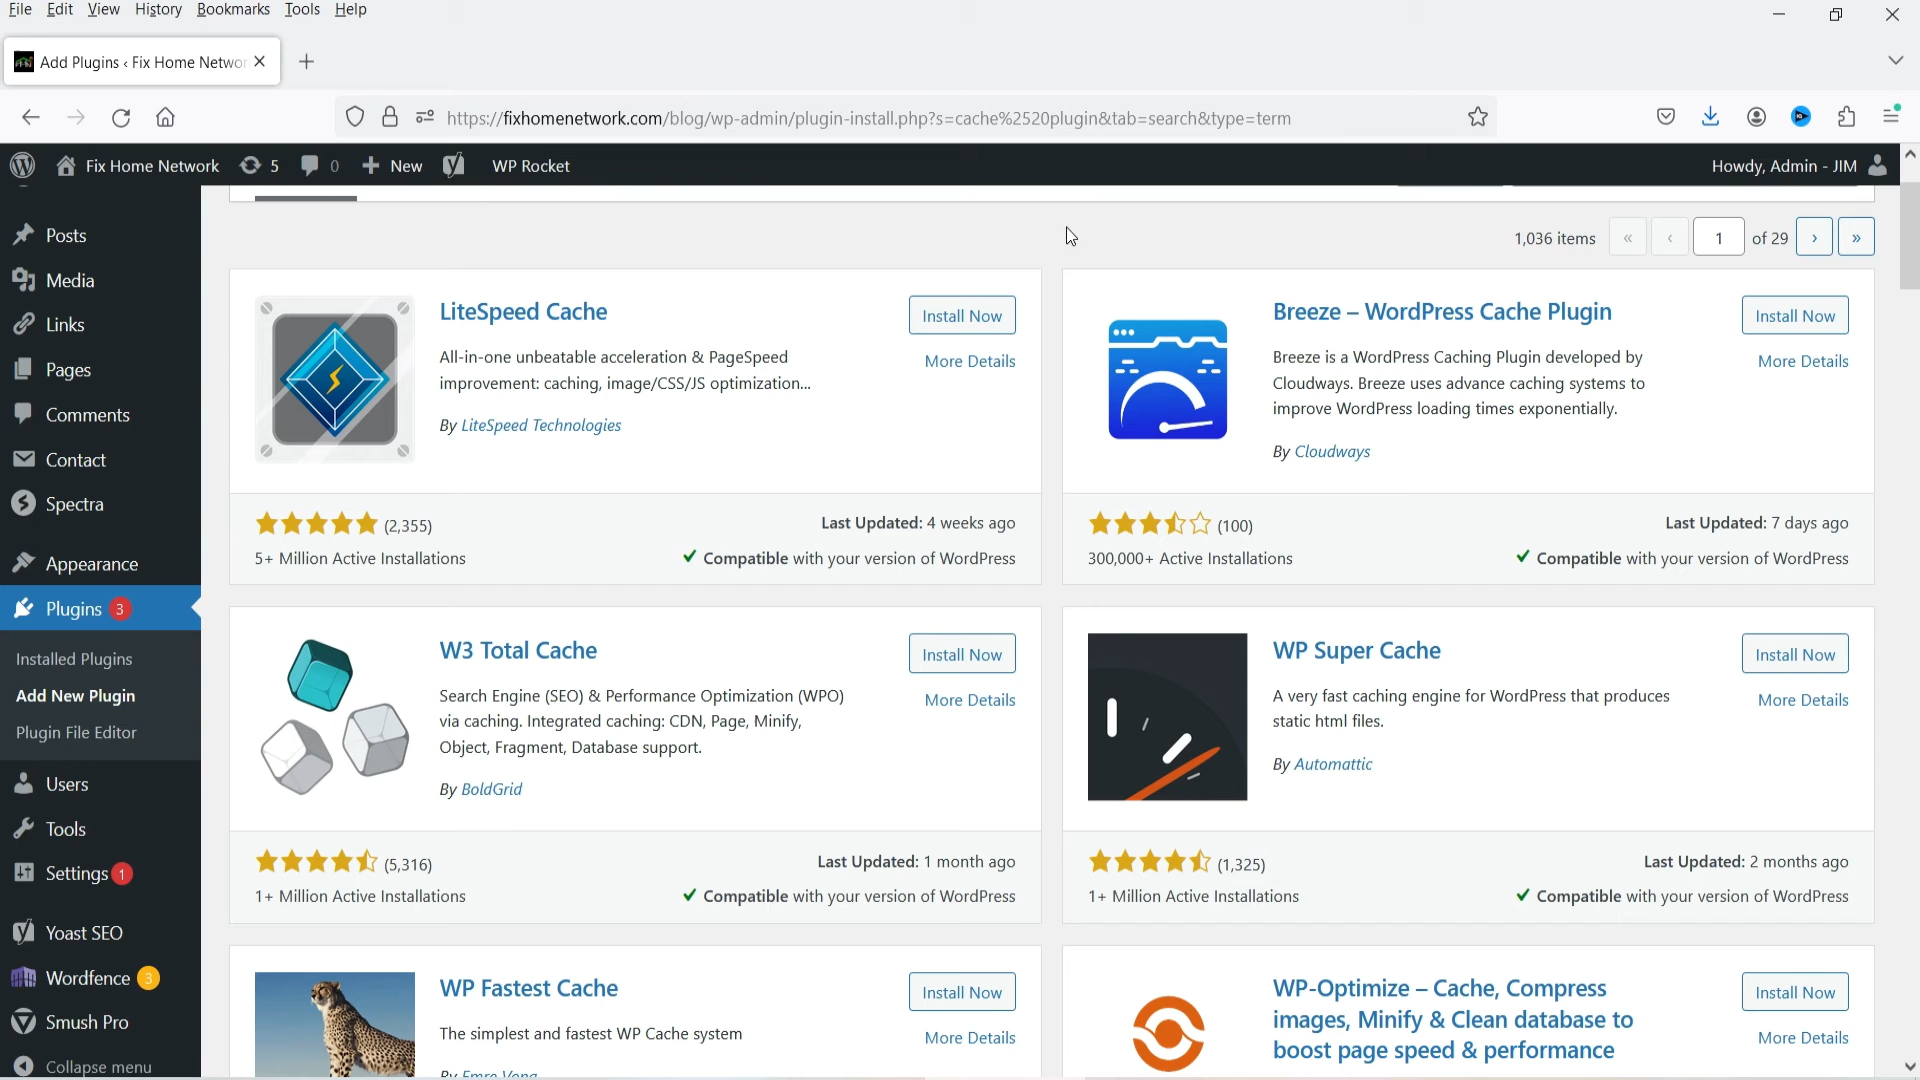 File Edit View History Bookmarks Tools Help
Add Plugins ‹ Fix Home Networ
https://fixhomenetwork.com/blog/wp-admin/plugin-install.php?s=cache%2520plugin&tab=search&type=term
Fix Home Network 5 0 New WP Rocket Howdy, Admin - JIM
Posts
Media
Links
Pages
Comments
Contact
Spectra
Appearance
Plugins 3
Installed Plugins
Add New Plugin
Plugin File Editor
Users
Tools
Settings 1
Yoast SEO
Wordfence 3
Smush Pro
Collapse menu
1,036 items « ‹ 1 of 29 › »
LiteSpeed Cache
Install Now
More Details
All-in-one unbeatable acceleration & PageSpeed
improvement: caching, image/CSS/JS optimization...
By LiteSpeed Technologies
(2,355)
Last Updated: 4 weeks ago
5+ Million Active Installations
Compatible with your version of WordPress
Breeze – WordPress Cache Plugin
Install Now
More Details
Breeze is a WordPress Caching Plugin developed by
Cloudways. Breeze uses advance caching systems to
improve WordPress loading times exponentially.
By Cloudways
(100)
Last Updated: 7 days ago
300,000+ Active Installations
Compatible with your version of WordPress
W3 Total Cache
Install Now
More Details
Search Engine (SEO) & Performance Optimization (WPO)
via caching. Integrated caching: CDN, Page, Minify,
Object, Fragment, Database support.
By BoldGrid
(5,316)
Last Updated: 1 month ago
1+ Million Active Installations
Compatible with your version of WordPress
WP Super Cache
Install Now
More Details
A very fast caching engine for WordPress that produces
static html files.
By Automattic
(1,325)
Last Updated: 2 months ago
1+ Million Active Installations
Compatible with your version of WordPress
WP Fastest Cache
Install Now
More Details
The simplest and fastest WP Cache system
By Emre Vona
WP-Optimize – Cache, Compress
images, Minify & Clean database to
boost page speed & performance
Install Now
More Details